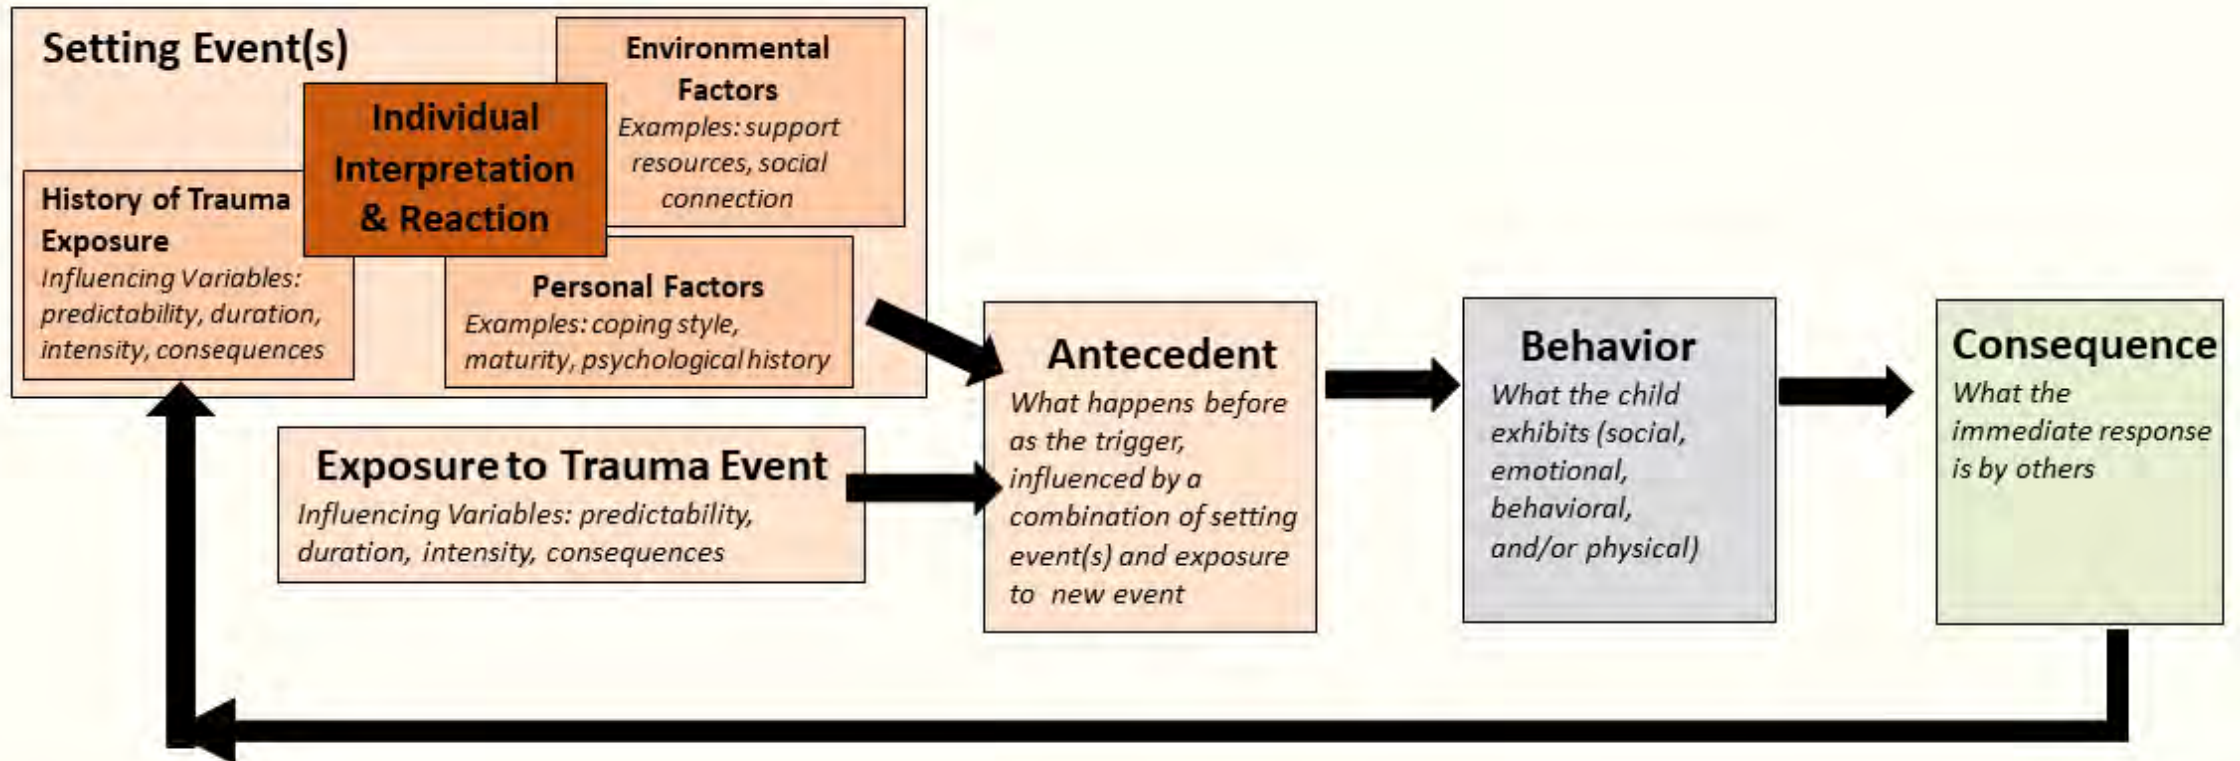 Setting Event(s)
Environmental
Factors
Examples: support
resources, social
connection
Individual
Interpretation
& Reaction
History of Trauma
Exposure
Influencing Variables:
predictability, duration,
intensity, consequences
Personal Factors
Examples: coping style,
maturity, psychological history
Exposure to Trauma Event
Influencing Variables: predictability,
duration, intensity, consequences
Antecedent
What happens before
as the trigger,
influenced by a
combination of setting
event(s) and exposure
to new event
Behavior
What the child
exhibits (social,
emotional,
behavioral,
and/or physical)
Consequence
What the
immediate response
is by others